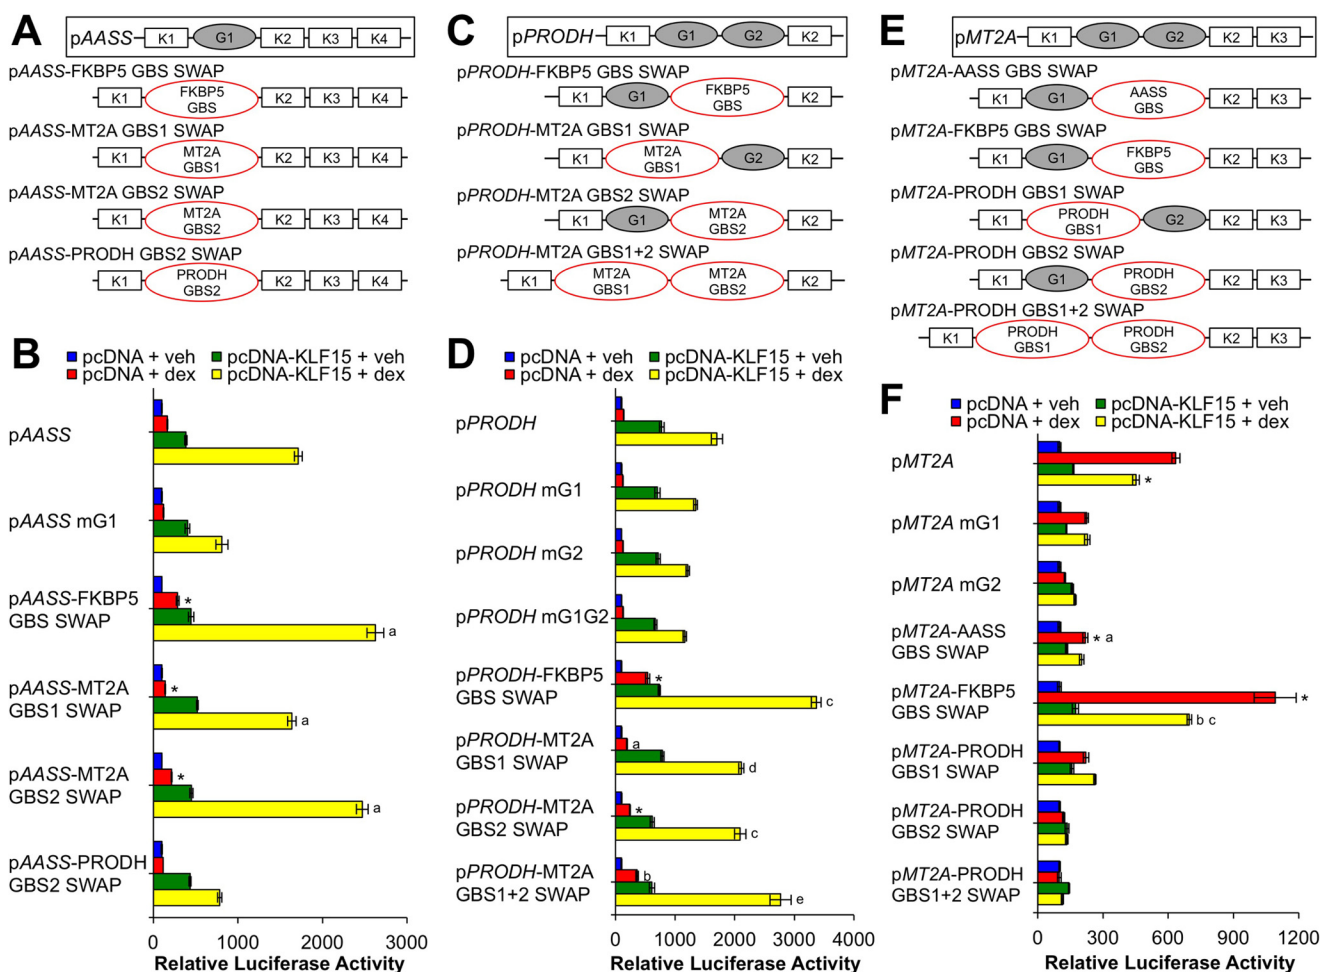 A
pAASS K1 G1 K2 K3 K4
pAASS-FKBP5 GBS SWAP
K1 FKBP5 GBS K2 K3 K4
pAASS-MT2A GBS1 SWAP
K1 MT2A GBS1 K2 K3 K4
pAASS-MT2A GBS2 SWAP
K1 MT2A GBS2 K2 K3 K4
pAASS-PRODH GBS2 SWAP
K1 PRODH GBS2 K2 K3 K4
B
pcDNA + veh pcDNA-KLF15 + veh
pcDNA + dex pcDNA-KLF15 + dex
pAASS
pAASS mG1
pAASS-FKBP5
GBS SWAP
*
a
pAASS-MT2A
GBS1 SWAP
*
a
pAASS-MT2A
GBS2 SWAP
*
a
pAASS-PRODH
GBS2 SWAP
0 1000 2000 3000
Relative Luciferase Activity
C
pPRODH K1 G1 G2 K2
pPRODH-FKBP5 GBS SWAP
K1 G1 FKBP5 GBS K2
pPRODH-MT2A GBS1 SWAP
K1 MT2A GBS1 G2 K2
pPRODH-MT2A GBS2 SWAP
K1 G1 MT2A GBS2 K2
pPRODH-MT2A GBS1+2 SWAP
K1 MT2A GBS1 MT2A GBS2 K2
D
pcDNA + veh pcDNA-KLF15 + veh
pcDNA + dex pcDNA-KLF15 + dex
pPRODH
pPRODH mG1
pPRODH mG2
pPRODH mG1G2
pPRODH-FKBP5
GBS SWAP
*
c
pPRODH-MT2A
GBS1 SWAP
a
d
pPRODH-MT2A
GBS2 SWAP
*
c
pPRODH-MT2A
GBS1+2 SWAP
b
e
0 1000 2000 3000 4000
Relative Luciferase Activity
E
pMT2A K1 G1 G2 K2 K3
pMT2A-AASS GBS SWAP
K1 G1 AASS GBS K2 K3
pMT2A-FKBP5 GBS SWAP
K1 G1 FKBP5 GBS K2 K3
pMT2A-PRODH GBS1 SWAP
K1 PRODH GBS1 G2 K2 K3
pMT2A-PRODH GBS2 SWAP
K1 G1 PRODH GBS2 K2 K3
pMT2A-PRODH GBS1+2 SWAP
K1 PRODH GBS1 PRODH GBS2 K2 K3
F
pcDNA + veh pcDNA-KLF15 + veh
pcDNA + dex pcDNA-KLF15 + dex
pMT2A
*
pMT2A mG1
pMT2A mG2
pMT2A-AASS
GBS SWAP
* a
pMT2A-FKBP5
GBS SWAP
*
b c
pMT2A-PRODH
GBS1 SWAP
pMT2A-PRODH
GBS2 SWAP
pMT2A-PRODH
GBS1+2 SWAP
0 300 600 900 1200
Relative Luciferase Activity